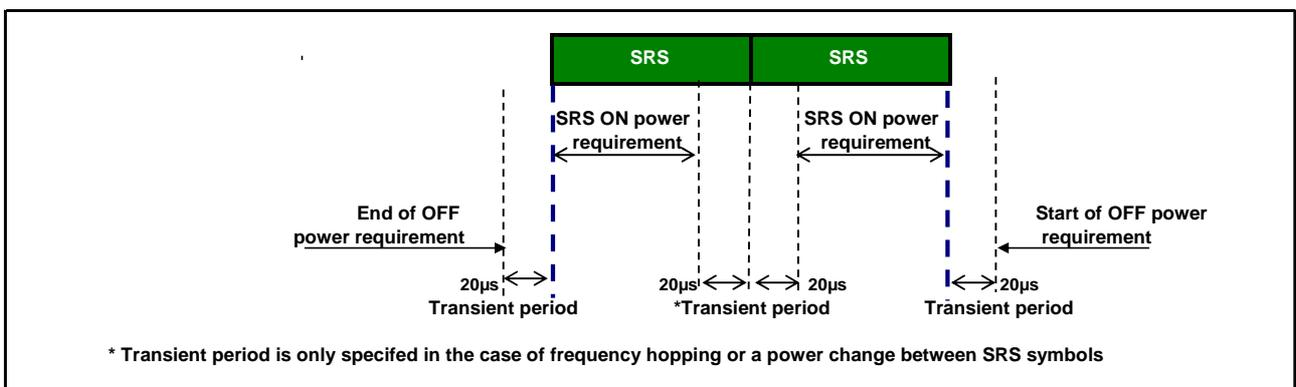 SRS SRS
SRS ON power requirement
SRS ON power requirement
End of OFF power requirement
Start of OFF power requirement
20µs
Transient period
20µs 20µs
*Transient period
20µs
Transient period
* Transient period is only specifed in the case of frequency hopping or a power change between SRS symbols